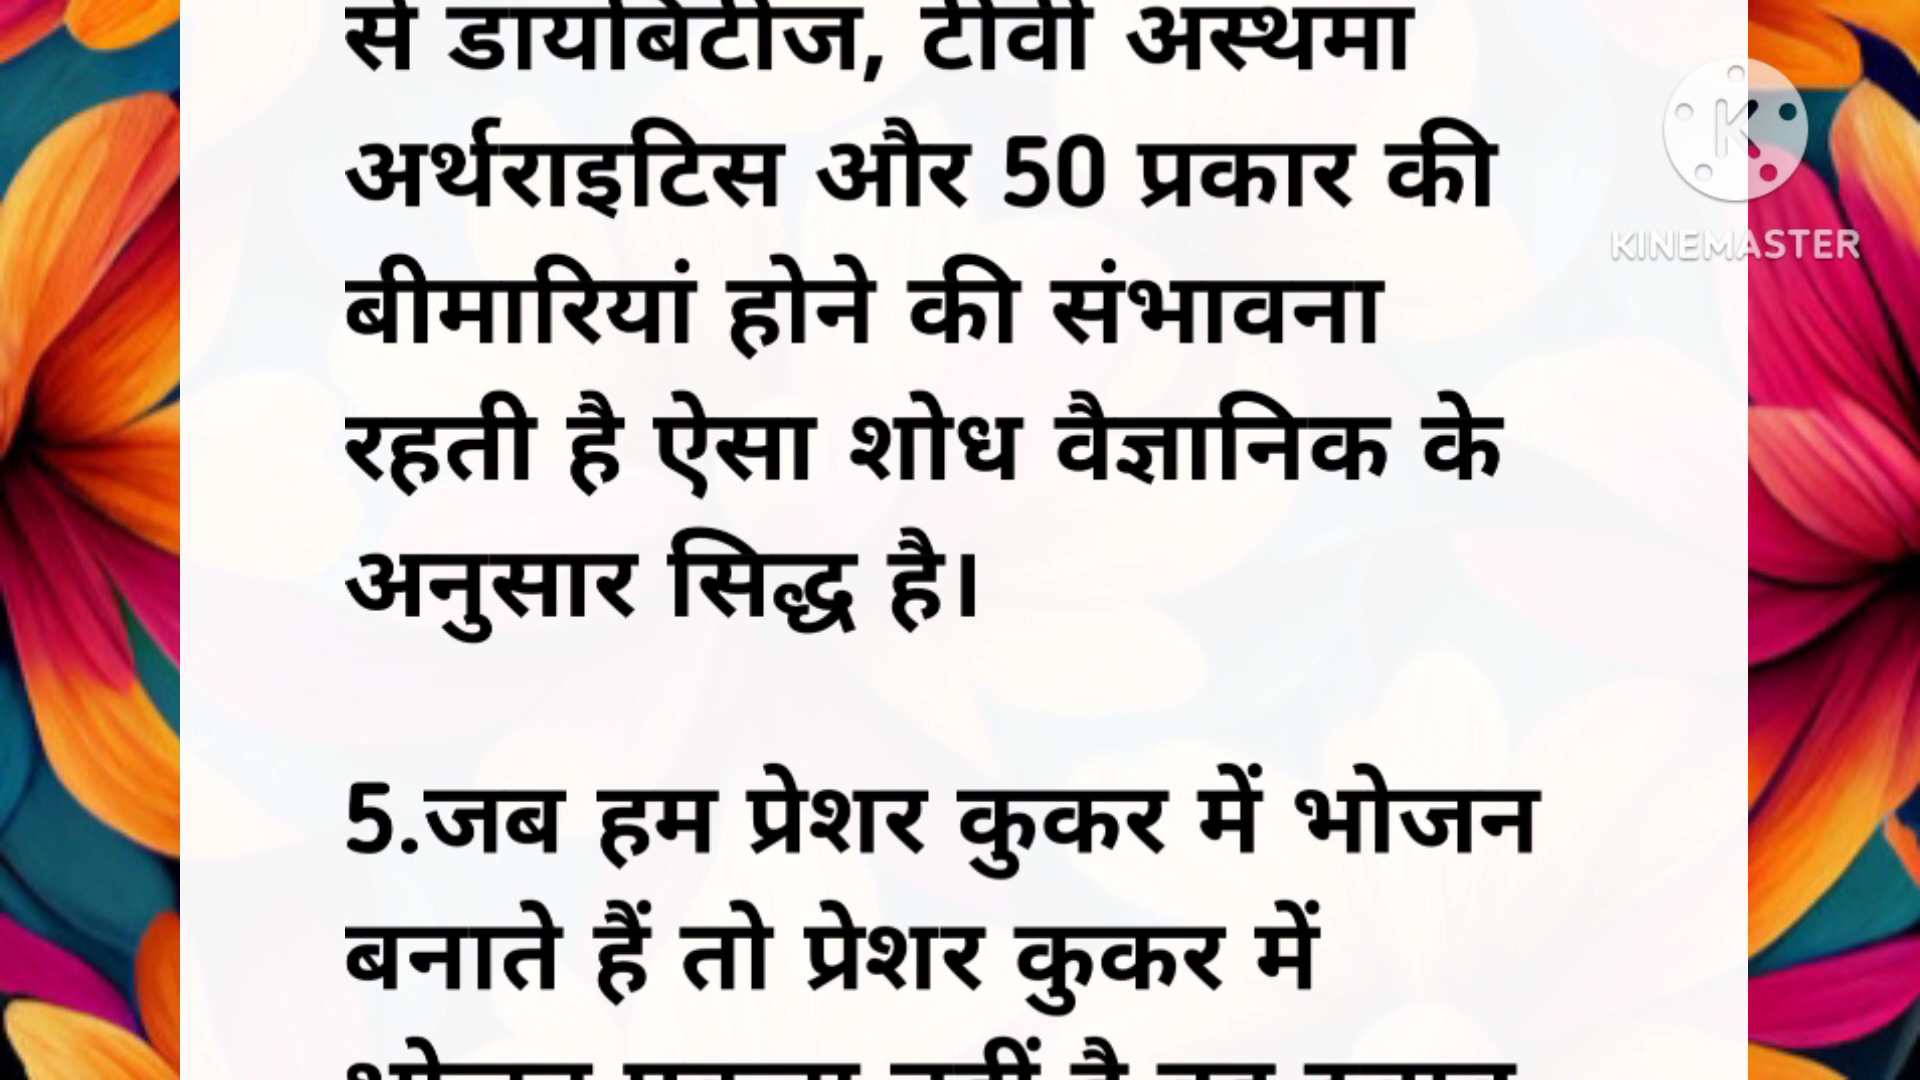 से डायबिटीज, टीवी अस्थमा
अर्थराइटिस और 50 प्रकार की
बीमारियां होने की संभावना
रहती है ऐसा शोध वैज्ञानिक के
अनुसार सिद्ध है।
5.जब हम प्रेशर कुकर में भोजन
बनाते हैं तो प्रेशर कुकर में
K
KINEMASTER